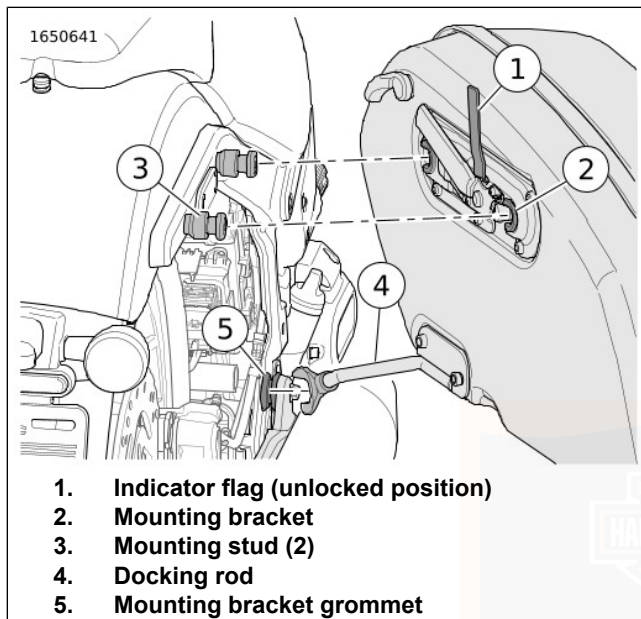 1650641
1
2
3
4
5
1. Indicator flag (unlocked position)
2. Mounting bracket
3. Mounting stud (2)
4. Docking rod
5. Mounting bracket grommet